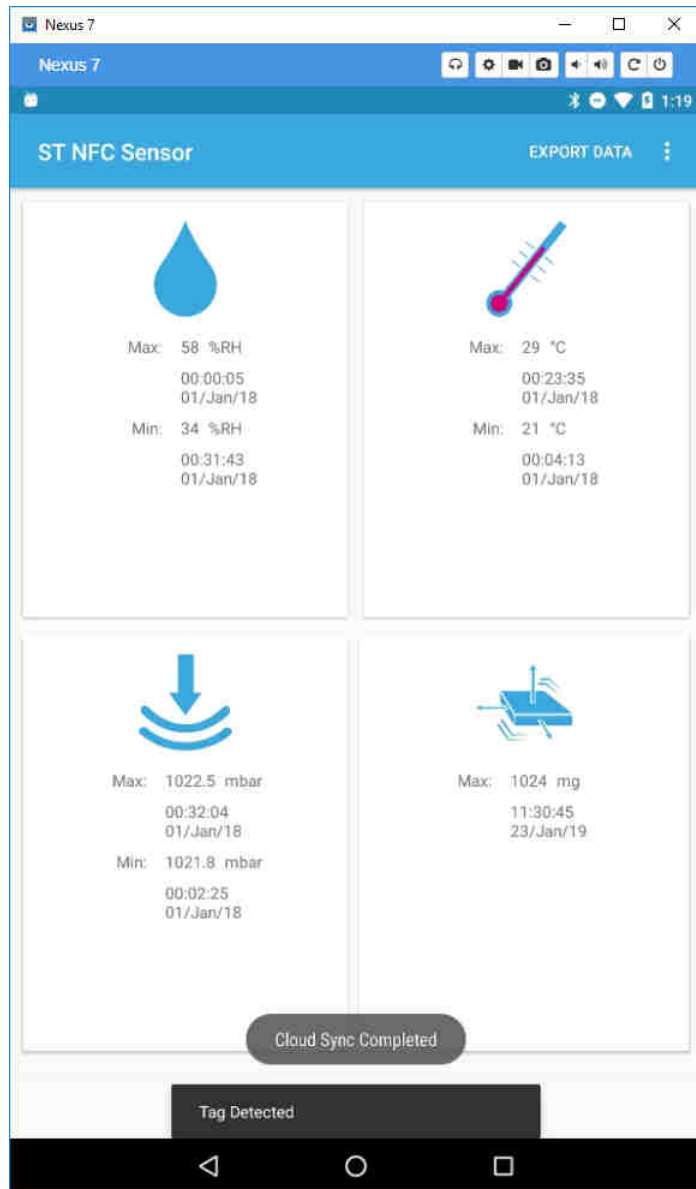 Nexus 7
Nexus 7
1:19
ST NFC Sensor
EXPORT DATA
Max: 58 %RH
00:00:05
01/Jan/18
Min: 34 %RH
00:31:43
01/Jan/18
Max: 29 °C
00:23:35
01/Jan/18
Min: 21 °C
00:04:13
01/Jan/18
Max: 1022.5 mbar
00:32:04
01/Jan/18
Min: 1021.8 mbar
00:02:25
01/Jan/18
Max: 1024 mg
11:30:45
23/Jan/19
Cloud Sync Completed
Tag Detected